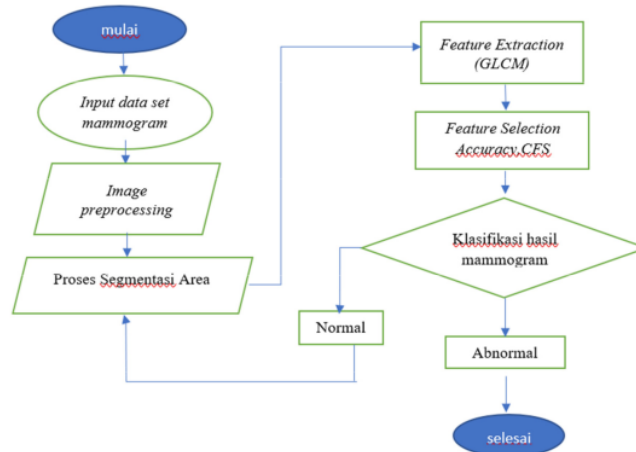 mulai
Input data set
mammogram
Image
preprocessing
Proses Segmentasi Area
Feature Extraction
(GLCM)
Feature Selection
Accuracy,CFS
Klasifikasi hasil
mammogram
Normal
Abnormal
selesai